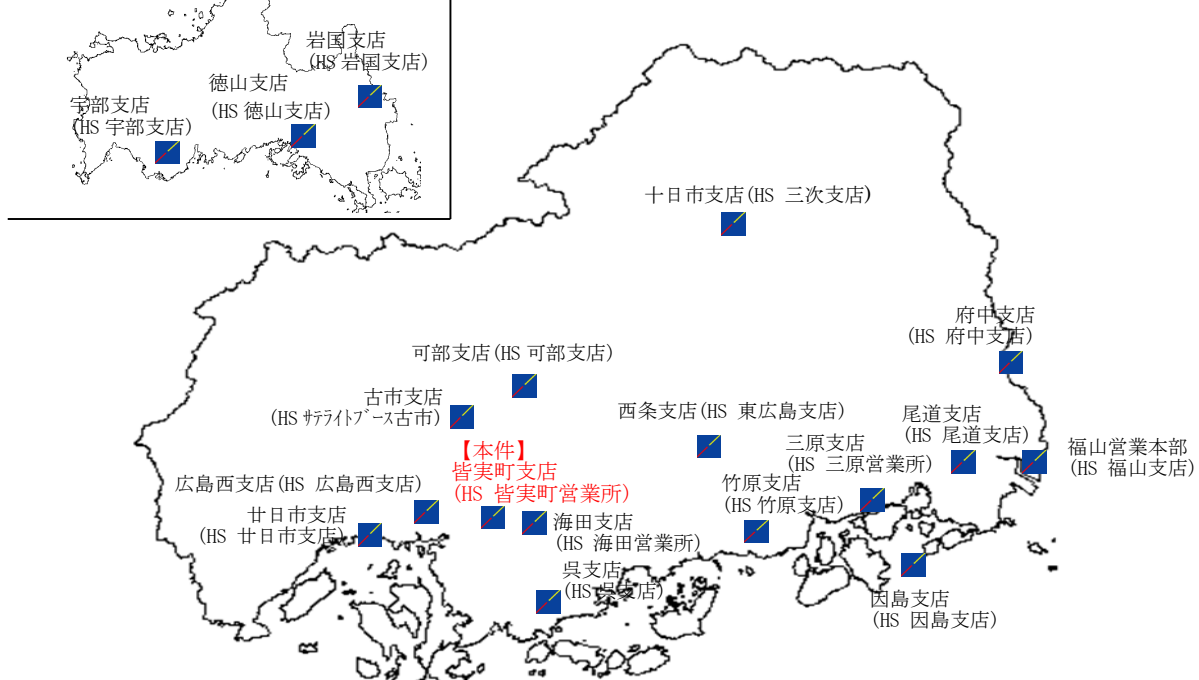 岩国支店
(HS 岩国支店)
徳山支店
(HS 徳山支店)
宇部支店
(HS 宇部支店)
十日市支店(HS 三次支店)
府中支店
(HS 府中支店)
可部支店(HS 可部支店)
古市支店
(HS ｻﾃﾗｲﾄﾌﾞｰｽ古市)
西条支店(HS 東広島支店)
尾道支店
(HS 尾道支店)
三原支店
(HS 三原営業所)
福山営業本部
(HS 福山支店)
【本件】
皆実町支店
(HS 皆実町営業所)
広島西支店(HS 広島西支店)
竹原支店
(HS 竹原支店)
廿日市支店
(HS 廿日市支店)
海田支店
(HS 海田営業所)
呉支店
(HS 呉支店)
因島支店
(HS 因島支店)